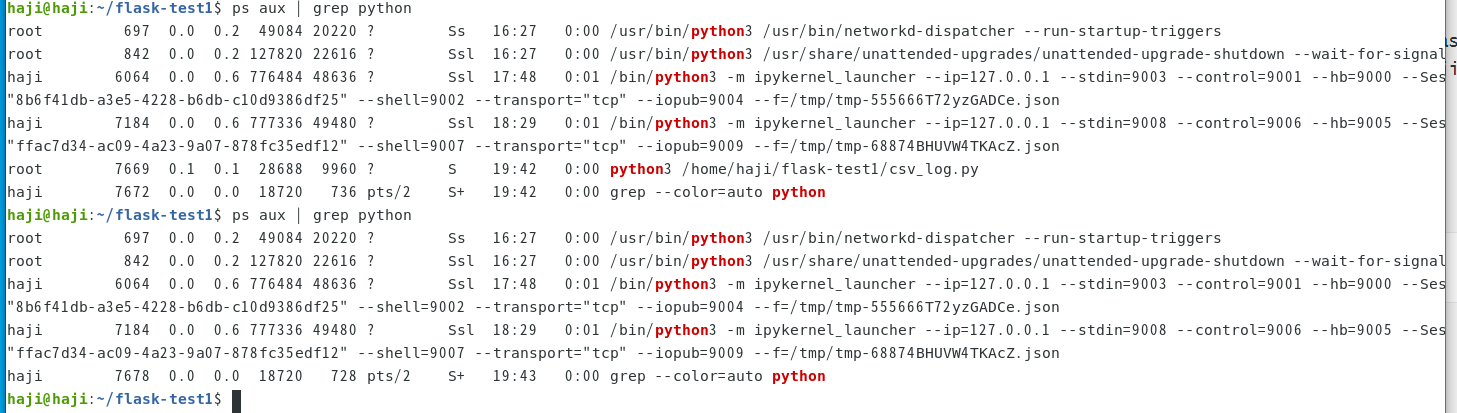 haji@haji:~/flask-test1$ ps aux | grep python
root         697  0.0  0.2  49084 20220 ?        Ss   16:27   0:00 /usr/bin/python3 /usr/bin/networkd-dispatcher --run-startup-triggers
root         842  0.0  0.2 127820 22616 ?        Ssl  16:27   0:00 /usr/bin/python3 /usr/share/unattended-upgrades/unattended-upgrade-shutdown --wait-for-signal
haji        6064  0.0  0.6 776484 48636 ?        Ssl  17:48   0:01 /bin/python3 -m ipykernel_launcher --ip=127.0.0.1 --stdin=9003 --control=9001 --hb=9000 --Ses
"8b6f41db-a3e5-4228-b6db-c10d9386df25" --shell=9002 --transport="tcp" --iopub=9004 --f=/tmp/tmp-555666T72yzGADCe.json
haji        7184  0.0  0.6 777336 49480 ?        Ssl  18:29   0:01 /bin/python3 -m ipykernel_launcher --ip=127.0.0.1 --stdin=9008 --control=9006 --hb=9005 --Ses
"ffac7d34-ac09-4a23-9a07-878fc35edf12" --shell=9007 --transport="tcp" --iopub=9009 --f=/tmp/tmp-68874BHUVW4TKAcZ.json
root        7669  0.1  0.1  28688  9960 ?        S    19:42   0:00 python3 /home/haji/flask-test1/csv_log.py
haji        7672  0.0  0.0  18720   736 pts/2    S+   19:42   0:00 grep --color=auto python
haji@haji:~/flask-test1$ ps aux | grep python
root         697  0.0  0.2  49084 20220 ?        Ss   16:27   0:00 /usr/bin/python3 /usr/bin/networkd-dispatcher --run-startup-triggers
root         842  0.0  0.2 127820 22616 ?        Ssl  16:27   0:00 /usr/bin/python3 /usr/share/unattended-upgrades/unattended-upgrade-shutdown --wait-for-signal
haji        6064  0.0  0.6 776484 48636 ?        Ssl  17:48   0:01 /bin/python3 -m ipykernel_launcher --ip=127.0.0.1 --stdin=9003 --control=9001 --hb=9000 --Ses
"8b6f41db-a3e5-4228-b6db-c10d9386df25" --shell=9002 --transport="tcp" --iopub=9004 --f=/tmp/tmp-555666T72yzGADCe.json
haji        7184  0.0  0.6 777336 49480 ?        Ssl  18:29   0:01 /bin/python3 -m ipykernel_launcher --ip=127.0.0.1 --stdin=9008 --control=9006 --hb=9005 --Ses
"ffac7d34-ac09-4a23-9a07-878fc35edf12" --shell=9007 --transport="tcp" --iopub=9009 --f=/tmp/tmp-68874BHUVW4TKAcZ.json
haji        7678  0.0  0.0  18720   728 pts/2    S+   19:43   0:00 grep --color=auto python
haji@haji:~/flask-test1$